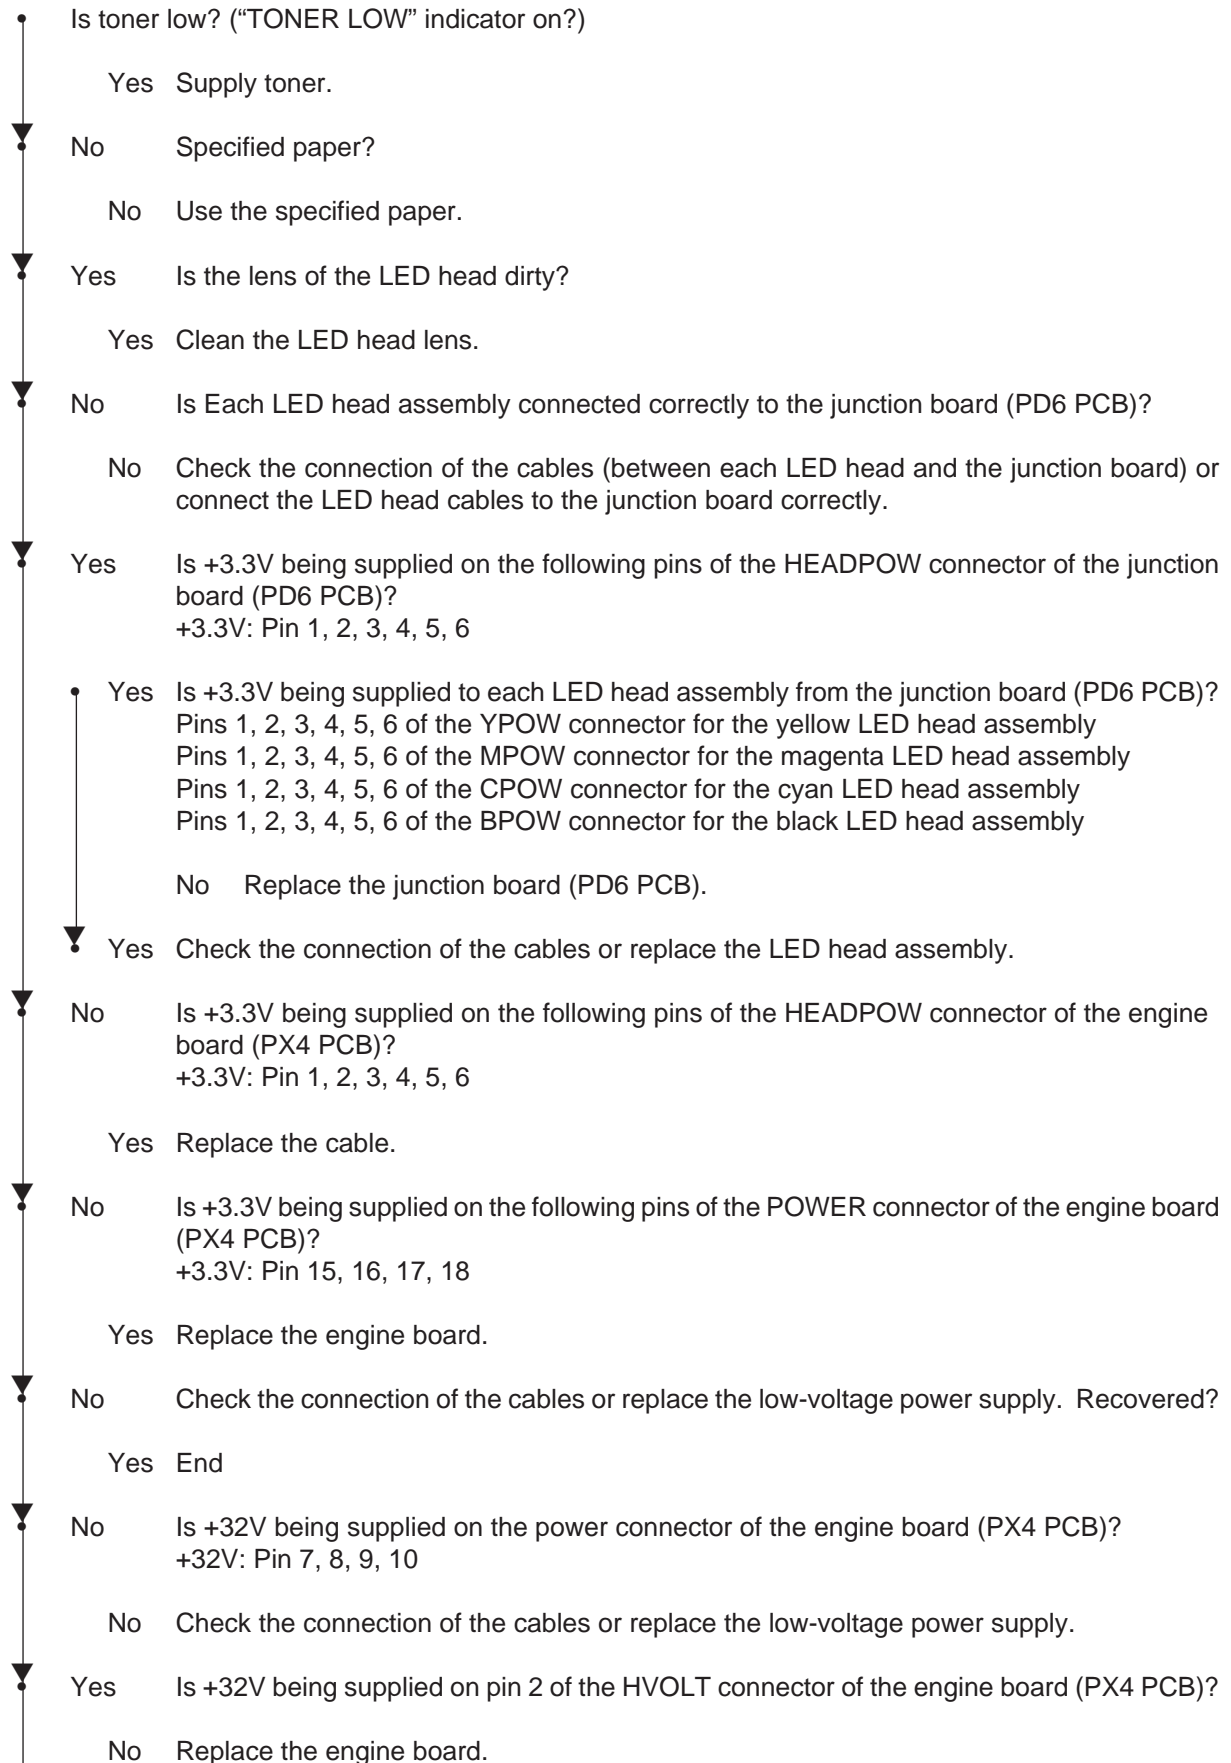 Is toner low? (“TONER LOW” indicator on?)
Yes Supply toner.
No Specified paper?
No Use the specified paper.
Yes Is the lens of the LED head dirty?
Yes Clean the LED head lens.
No Is Each LED head assembly connected correctly to the junction board (PD6 PCB)?
No Check the connection of the cables (between each LED head and the junction board) or
connect the LED head cables to the junction board correctly.
Yes Is +3.3V being supplied on the following pins of the HEADPOW connector of the junction
board (PD6 PCB)?
+3.3V: Pin 1, 2, 3, 4, 5, 6
Yes Is +3.3V being supplied to each LED head assembly from the junction board (PD6 PCB)?
Pins 1, 2, 3, 4, 5, 6 of the YPOW connector for the yellow LED head assembly
Pins 1, 2, 3, 4, 5, 6 of the MPOW connector for the magenta LED head assembly
Pins 1, 2, 3, 4, 5, 6 of the CPOW connector for the cyan LED head assembly
Pins 1, 2, 3, 4, 5, 6 of the BPOW connector for the black LED head assembly
No Replace the junction board (PD6 PCB).
Yes Check the connection of the cables or replace the LED head assembly.
No Is +3.3V being supplied on the following pins of the HEADPOW connector of the engine
board (PX4 PCB)?
+3.3V: Pin 1, 2, 3, 4, 5, 6
Yes Replace the cable.
No Is +3.3V being supplied on the following pins of the POWER connector of the engine board
(PX4 PCB)?
+3.3V: Pin 15, 16, 17, 18
Yes Replace the engine board.
No Check the connection of the cables or replace the low-voltage power supply. Recovered?
Yes End
No Is +32V being supplied on the power connector of the engine board (PX4 PCB)?
+32V: Pin 7, 8, 9, 10
No Check the connection of the cables or replace the low-voltage power supply.
Yes Is +32V being supplied on pin 2 of the HVOLT connector of the engine board (PX4 PCB)?
No Replace the engine board.